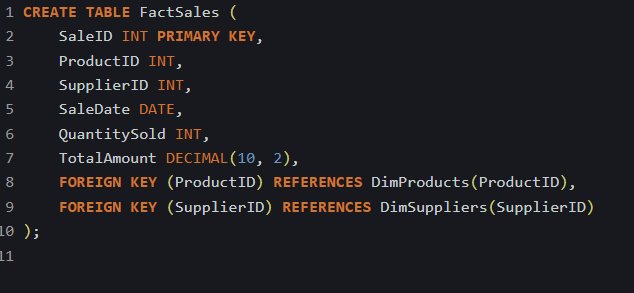 1 CREATE TABLE FactSales (
2 SaleID INT PRIMARY KEY,
3 ProductID INT,
4 SupplierID INT,
5 SaleDate DATE,
6 QuantitySold INT,
7 TotalAmount DECIMAL(10, 2),
8 FOREIGN KEY (ProductID) REFERENCES DimProducts(ProductID),
9 FOREIGN KEY (SupplierID) REFERENCES DimSuppliers(SupplierID)
10 );
11